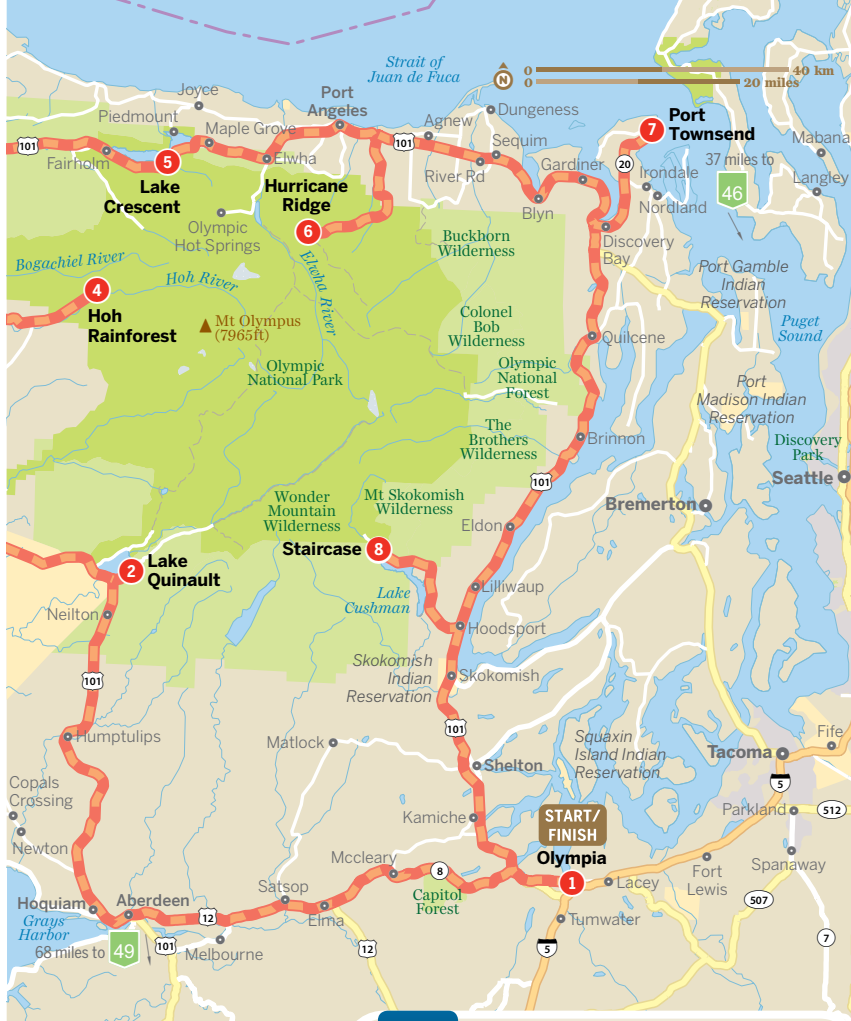 Strait of
Juan de Fuca
N
0
40 km
0
20 miles
Joyce
Piedmount
Port
Angeles
Maple Grove
101
Agnew
Dungeness
7
Port
Townsend
101
Fairholm
5
Elwha
Sequim
River Rd
Gardiner
20
37 miles to
46
Mabana
Langley
Lake
Crescent
Hurricane
Ridge
6
Irondale
Nordland
Blyn
Olympic
Hot Springs
Buckhorn
Wilderness
Discovery
Bay
Bogachiel River
Hoh River
Elwha River
4
Hoh
Rainforest
Mt Olympus
(7965ft)
Port Gamble
Indian
Reservation
Colonel
Bob
Wilderness
Quilcene
Puget
Sound
Olympic
National Park
Olympic
National
Forest
Port
Madison Indian
Reservation
The
Brothers
Wilderness
Brinnon
Discovery
Park
Seattle
101
Wonder
Mountain
Wilderness
Mt Skokomish
Wilderness
Bremerton
Eldon
Staircase
8
2
Lake
Quinault
Lake
Cushman
Lilliwaup
Neilton
Hoodsport
Skokomish
Indian
Reservation
Skokomish
101
101
Humptulips
Matlock
Squaxin
Island Indian
Reservation
Tacoma
Fife
Shelton
5
Copals
Crossing
Newton
Kamiche
START/
FINISH
Parkland
512
Olympia
1
Mccleary
8
Spanaway
Fort
Lewis
Lacey
Capitol
Forest
Satsop
Elma
507
Hoquiam
Aberdeen
12
Grays
Harbor
68 miles to
49
101
Melbourne
12
Tumwater
5
7